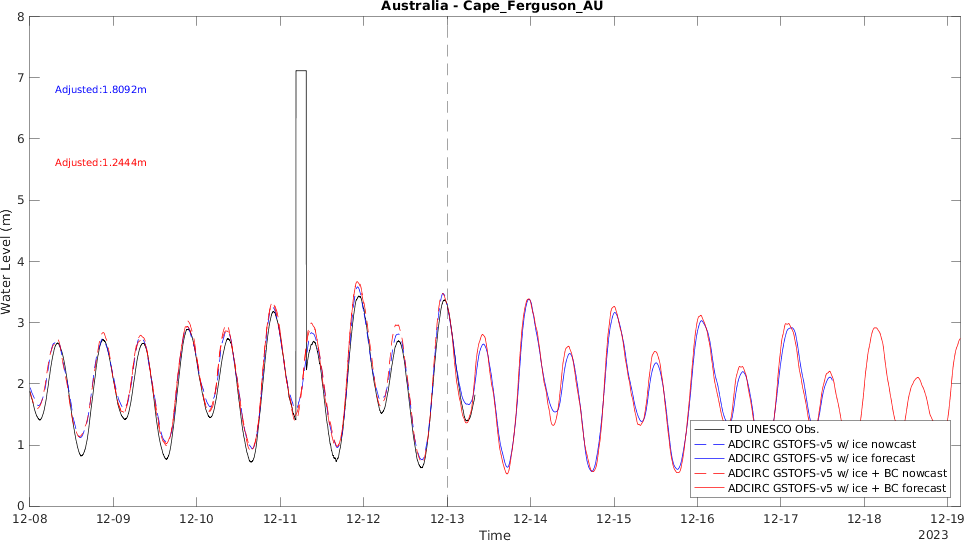 Australia - Cape_Ferguson_AU
8
7
6
5
4
3
2
1
0
Water Level (m)
Adjusted:1.8092m
Adjusted:1.2444m
TD UNESCO Obs.
ADCIRC GSTOFS-v5 w/ ice nowcast
ADCIRC GSTOFS-v5 w/ ice forecast
ADCIRC GSTOFS-v5 w/ ice + BC nowcast
ADCIRC GSTOFS-v5 w/ ice + BC forecast
12-08 12-09 12-10 12-11 12-12 12-13 12-14 12-15 12-16 12-17 12-18 12-19
Time
2023